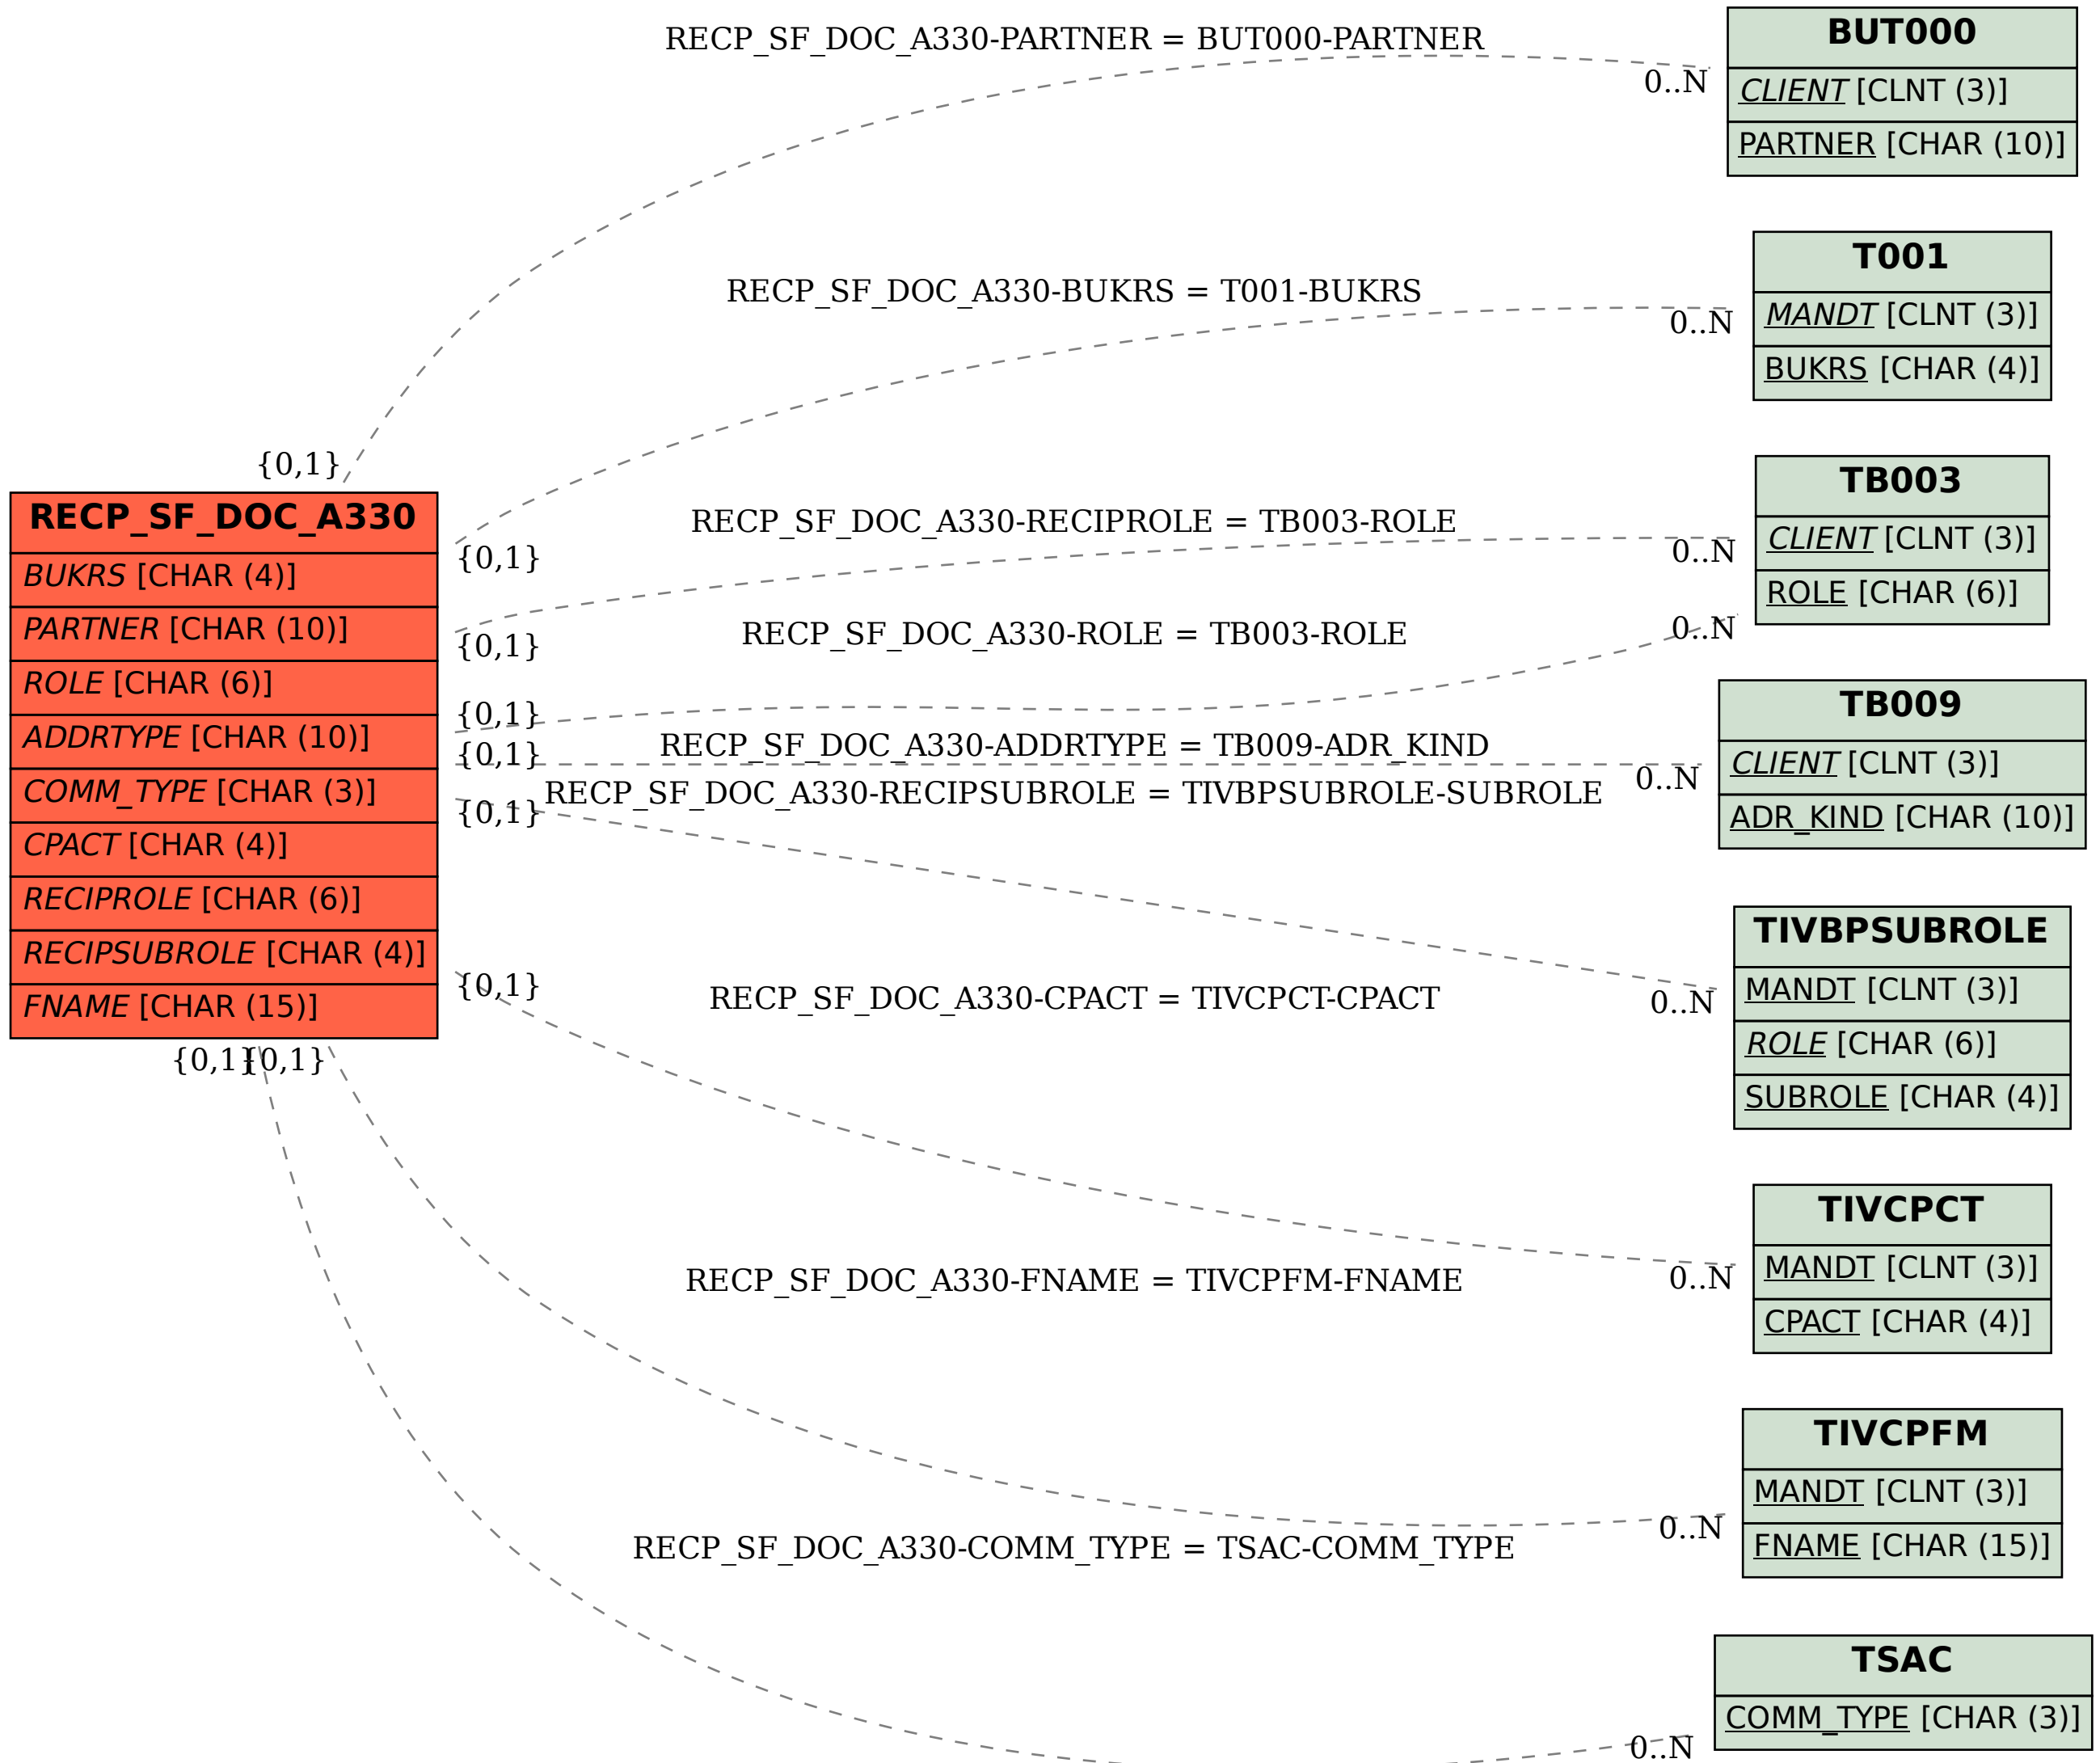 RECP_SF_DOC_A330-PARTNER = BUT000-PARTNER
0..N
BUT000
CLIENT [CLNT (3)]
PARTNER [CHAR (10)]
RECP_SF_DOC_A330-BUKRS = T001-BUKRS
0..N
T001
MANDT [CLNT (3)]
BUKRS [CHAR (4)]
{0,1}
RECP_SF_DOC_A330
BUKRS [CHAR (4)]
PARTNER [CHAR (10)]
ROLE [CHAR (6)]
ADDRTYPE [CHAR (10)]
COMM_TYPE [CHAR (3)]
CPACT [CHAR (4)]
RECIPROLE [CHAR (6)]
RECIPSUBROLE [CHAR (4)]
FNAME [CHAR (15)]
{0,1}
{0,1}
{0,1}
{0,1}
{0,1}
{0,1}
{0,1}
{0,1}
RECP_SF_DOC_A330-RECIPROLE = TB003-ROLE
0..N
RECP_SF_DOC_A330-ROLE = TB003-ROLE
0..N
TB003
CLIENT [CLNT (3)]
ROLE [CHAR (6)]
RECP_SF_DOC_A330-ADDRTYPE = TB009-ADR_KIND
0..N
TB009
CLIENT [CLNT (3)]
ADR_KIND [CHAR (10)]
RECP_SF_DOC_A330-RECIPSUBROLE = TIVBPSUBROLE-SUBROLE
0..N
TIVBPSUBROLE
MANDT [CLNT (3)]
ROLE [CHAR (6)]
SUBROLE [CHAR (4)]
RECP_SF_DOC_A330-CPACT = TIVCPCT-CPACT
0..N
TIVCPCT
MANDT [CLNT (3)]
CPACT [CHAR (4)]
RECP_SF_DOC_A330-FNAME = TIVCPFM-FNAME
0..N
TIVCPFM
MANDT [CLNT (3)]
FNAME [CHAR (15)]
RECP_SF_DOC_A330-COMM_TYPE = TSAC-COMM_TYPE
0..N
TSAC
COMM_TYPE [CHAR (3)]